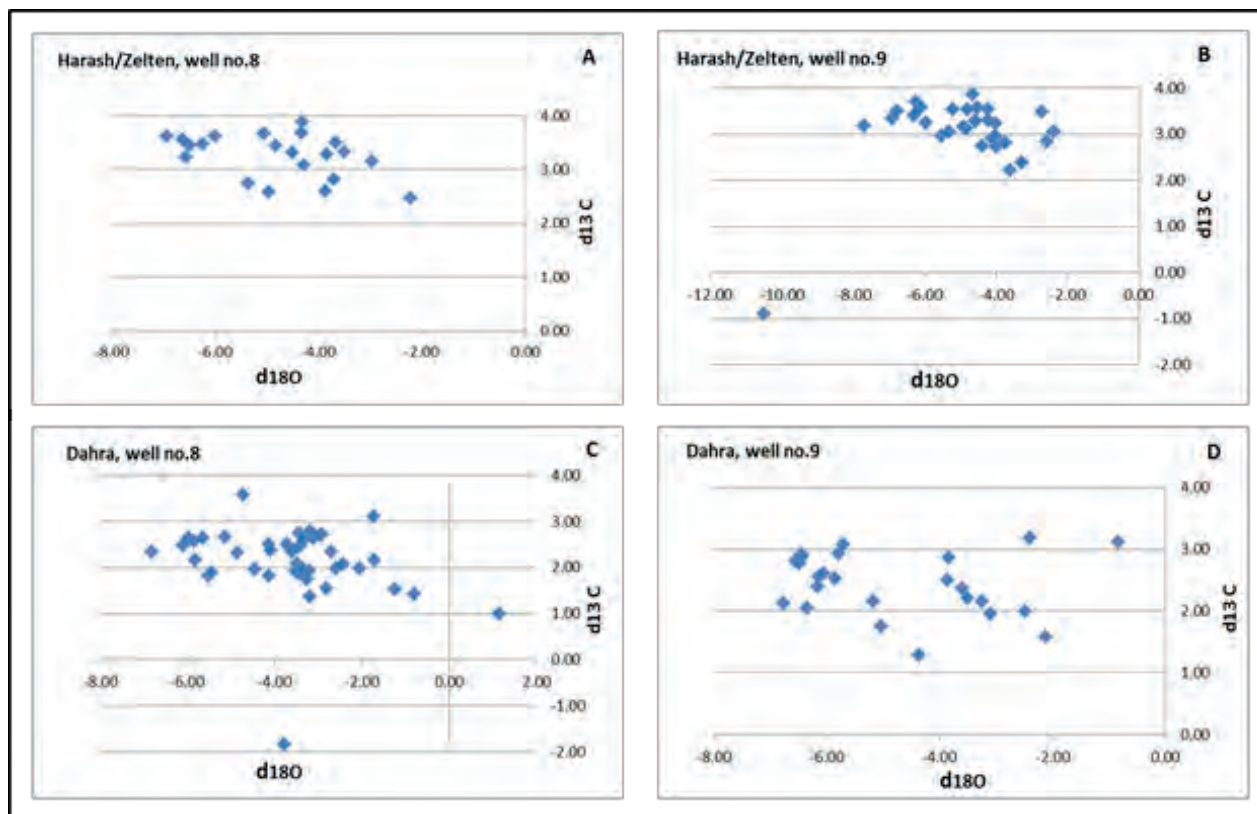 Harash/Zelten, well no.8
A
4.00
3.00
2.00
1.00
0.00
d13 C
-8.00 -6.00 -4.00 -2.00 0.00
d18O
Harash/Zelten, well no.9
B
4.00
3.00
2.00
1.00
0.00
-1.00
-2.00
d13 C
-12.00 -10.00 -8.00 -6.00 -4.00 -2.00 0.00
d18O
Dahra, well no.8
C
4.00
3.00
2.00
1.00
0.00
-1.00
-2.00
d13 C
-8.00 -6.00 -4.00 -2.00 0.00 2.00
d18O
Dahra, well no.9
D
4.00
3.00
2.00
1.00
0.00
d13 C
-8.00 -6.00 -4.00 -2.00 0.00
d18O